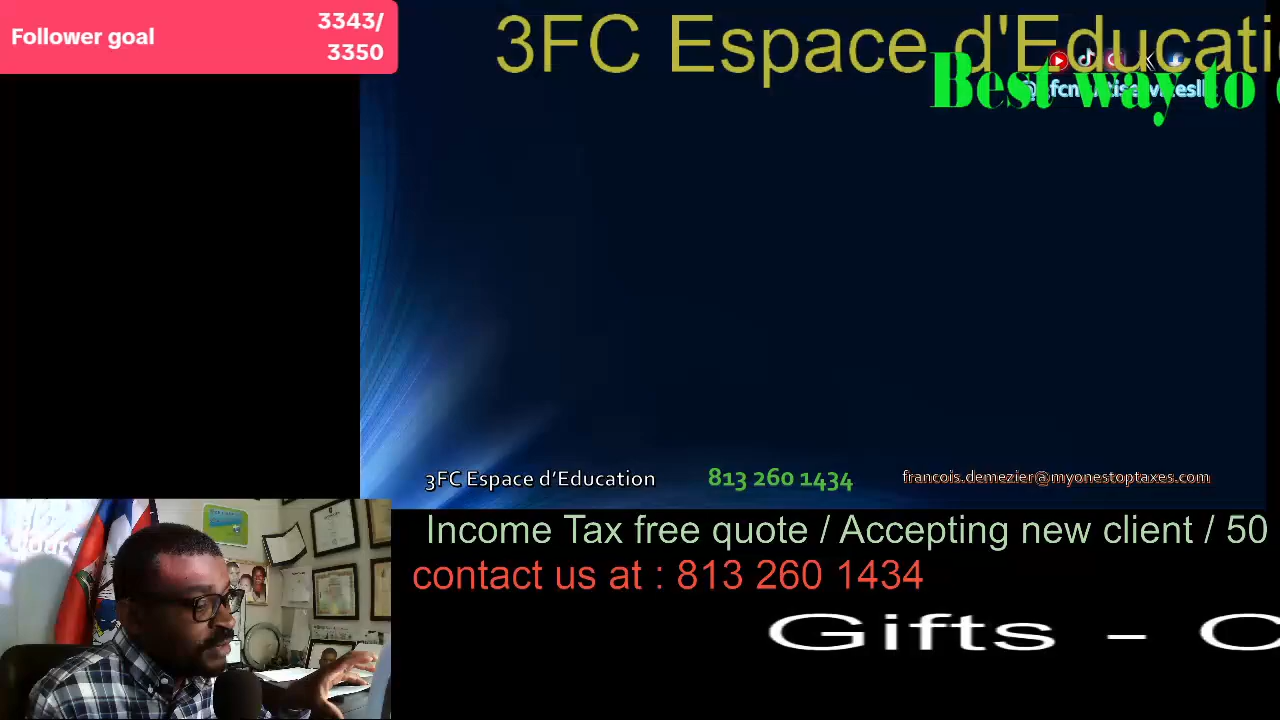 Follower goal
3343/
3350
3FC Espace d'Educati
Best way to
3FC Espace d'Education
813 260 1434
francois.demezier@myonestoptaxes.com
Income Tax free quote / Accepting new client / 50
contact us at : 813 260 1434
Gifts -
your